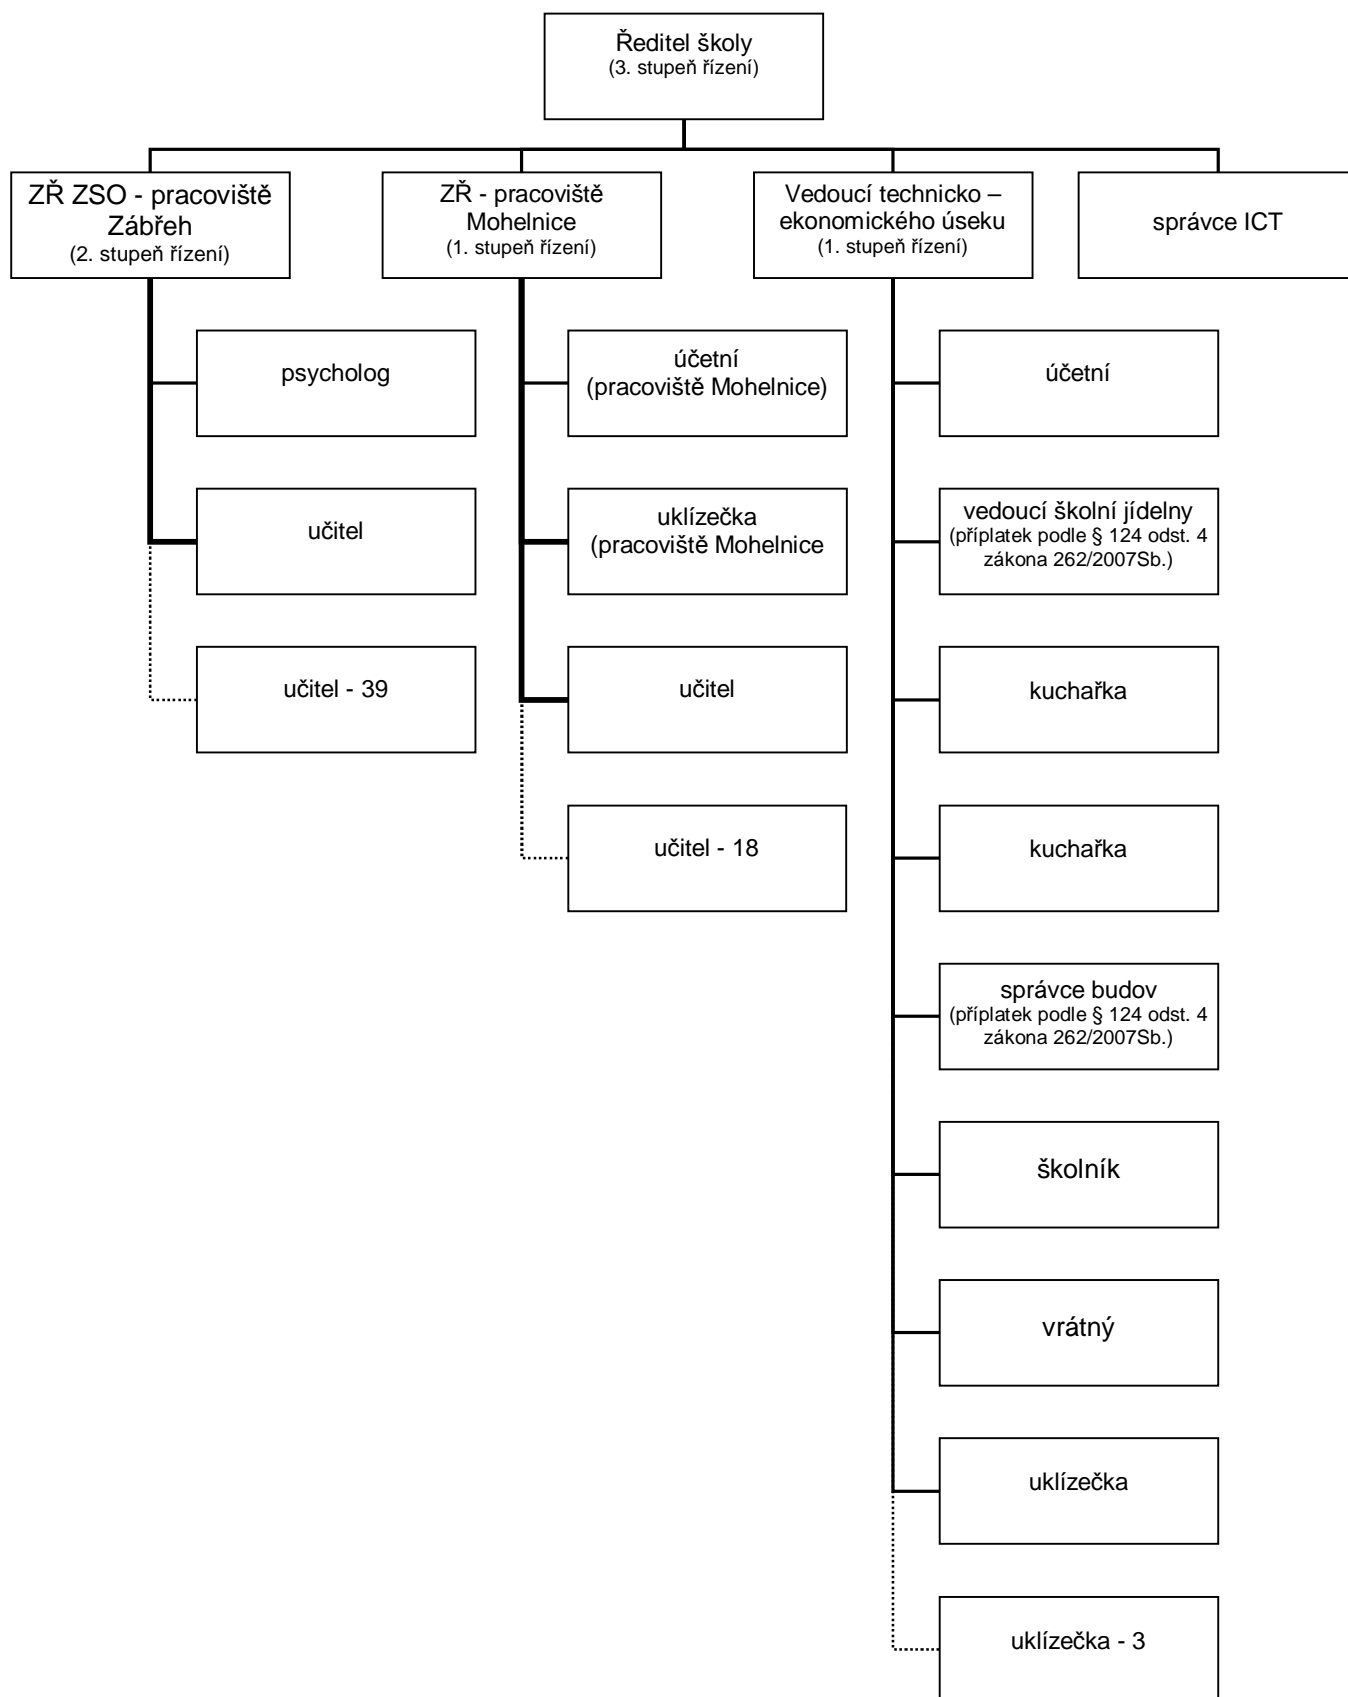 Ředitel školy
(3. stupeň řízení)
ZŘ ZSO - pracoviště
Zábřeh
(2. stupeň řízení)
ZŘ - pracoviště
Mohelnice
(1. stupeň řízení)
Vedoucí technicko –
ekonomického úseku
(1. stupeň řízení)
správce ICT
psycholog
učitel
učitel - 39
účetní
(pracoviště Mohelnice)
uklízečka
(pracoviště Mohelnice
učitel
učitel - 18
účetní
vedoucí školní jídelny
(příplatek podle § 124 odst. 4
zákona 262/2007Sb.)
kuchařka
kuchařka
správce budov
(příplatek podle § 124 odst. 4
zákona 262/2007Sb.)
školník
vrátný
uklízečka
uklízečka - 3